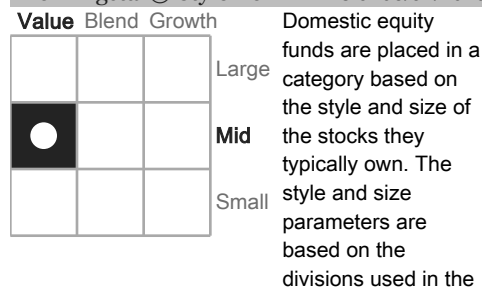 Value Blend Growth
Large
Mid
Small
Domestic equity
funds are placed in a
category based on
the style and size of
the stocks they
typically own. The
style and size
parameters are
based on the
divisions used in the